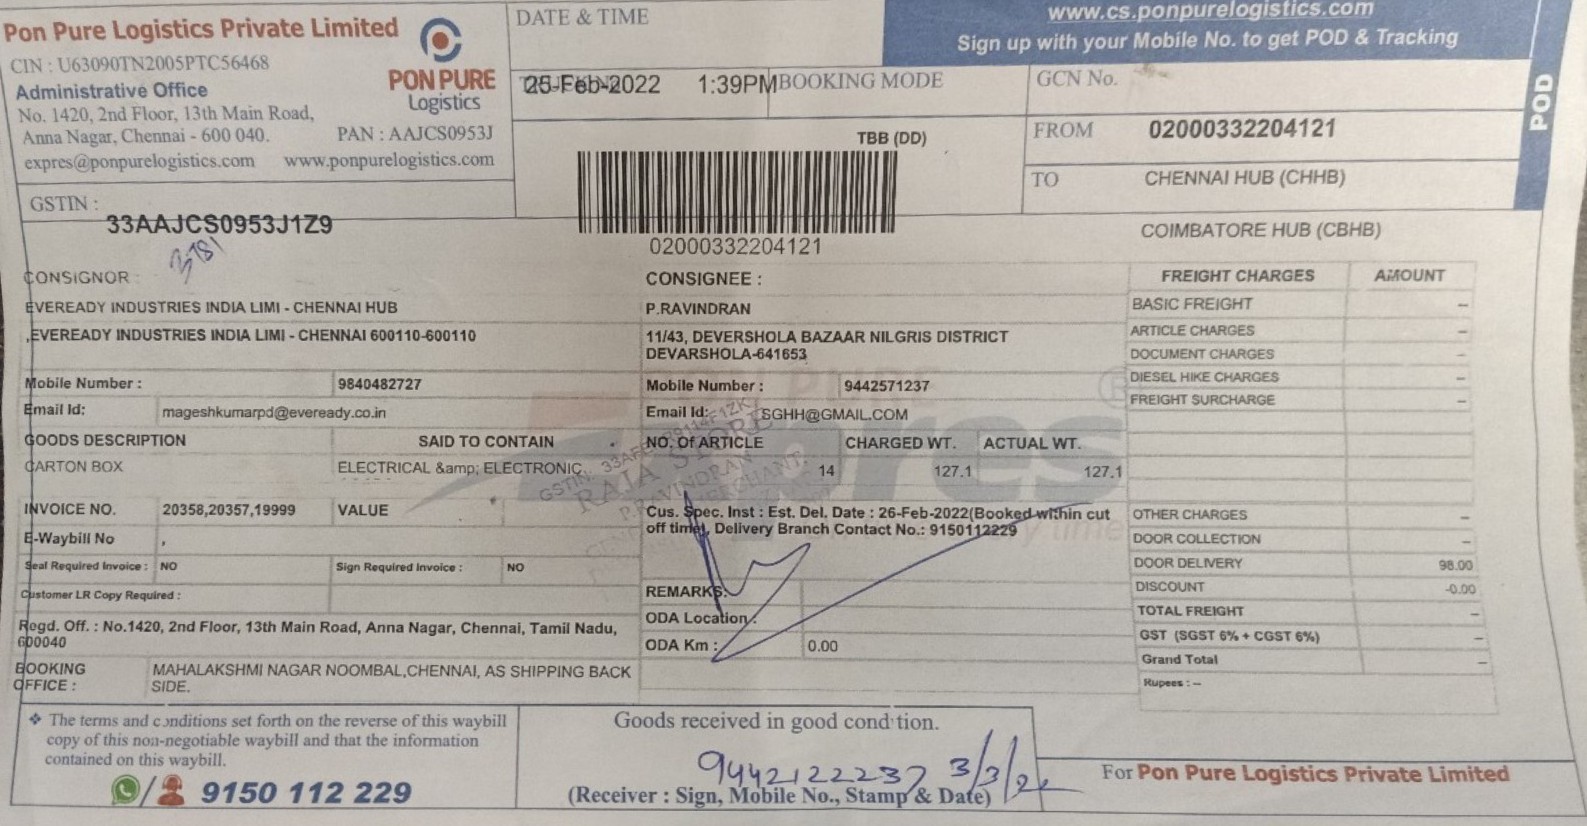 Pon Pure Logistics Private Limited
CIN : U63090TN2005PTC56468
Administrative Office
No. 1420, 2nd Floor, 13th Main Road,
Anna Nagar, Chennai - 600 040. PAN : AAJCS0953J
expres@ponpurelogistics.com www.ponpurelogistics.com
PON PURE
Logistics
GSTIN :
33AAJCS0953J1Z9
3781
DATE & TIME
25-Feb-2022 1:39PM
BOOKING MODE
TBB (DD)
02000332204121
www.cs.ponpurelogistics.com
Sign up with your Mobile No. to get POD & Tracking
POD
GCN No.
FROM 02000332204121
TO CHENNAI HUB (CHHB)
COIMBATORE HUB (CBHB)
CONSIGNOR :
EVEREADY INDUSTRIES INDIA LIMI - CHENNAI HUB
,EVEREADY INDUSTRIES INDIA LIMI - CHENNAI 600110-600110
Mobile Number : 9840482727
Email Id: mageshkumarpd@eveready.co.in
GOODS DESCRIPTION SAID TO CONTAIN
CARTON BOX ELECTRICAL &amp; ELECTRONIC
INVOICE NO. 20358,20357,19999 VALUE
E-Waybill No ,
Seal Required Invoice : NO Sign Required Invoice : NO
Customer LR Copy Required :
Regd. Off. : No.1420, 2nd Floor, 13th Main Road, Anna Nagar, Chennai, Tamil Nadu,
600040
BOOKING OFFICE : MAHALAKSHMI NAGAR NOOMBAL,CHENNAI, AS SHIPPING BACK
SIDE.
CONSIGNEE :
P.RAVINDRAN
11/43, DEVERSHOLA BAZAAR NILGRIS DISTRICT
DEVARSHOLA-641653
Mobile Number : 9442571237
Email Id: SGHH@GMAIL.COM
NO. Of ARTICLE CHARGED WT. ACTUAL WT.
14 127.1 127.1
RAJA STORE
P.RAVINDRAN
Cus. Spec. Inst : Est. Del. Date : 26-Feb-2022(Booked within cut
off time), Delivery Branch Contact No.: 9150112229
REMARKS:
ODA Location :
ODA Km : 0.00
FREIGHT CHARGES AMOUNT
BASIC FREIGHT –
ARTICLE CHARGES –
DOCUMENT CHARGES –
DIESEL HIKE CHARGES –
FREIGHT SURCHARGE –
OTHER CHARGES –
DOOR COLLECTION –
DOOR DELIVERY 98.00
DISCOUNT -0.00
TOTAL FREIGHT –
GST (SGST 6% + CGST 6%) –
Grand Total –
Rupees : –
❖ The terms and conditions set forth on the reverse of this waybill
copy of this non-negotiable waybill and that the information
contained on this waybill.
9150 112 229
Goods received in good condition.
9442122237 3/3/22
(Receiver : Sign, Mobile No., Stamp & Date)
For Pon Pure Logistics Private Limited